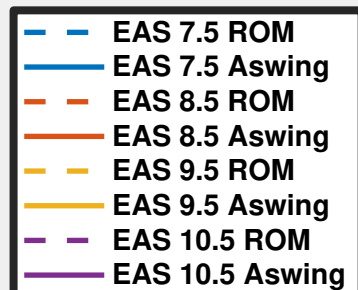 EAS 7.5 ROM
EAS 7.5 Aswing
EAS 8.5 ROM
EAS 8.5 Aswing
EAS 9.5 ROM
EAS 9.5 Aswing
EAS 10.5 ROM
EAS 10.5 Aswing